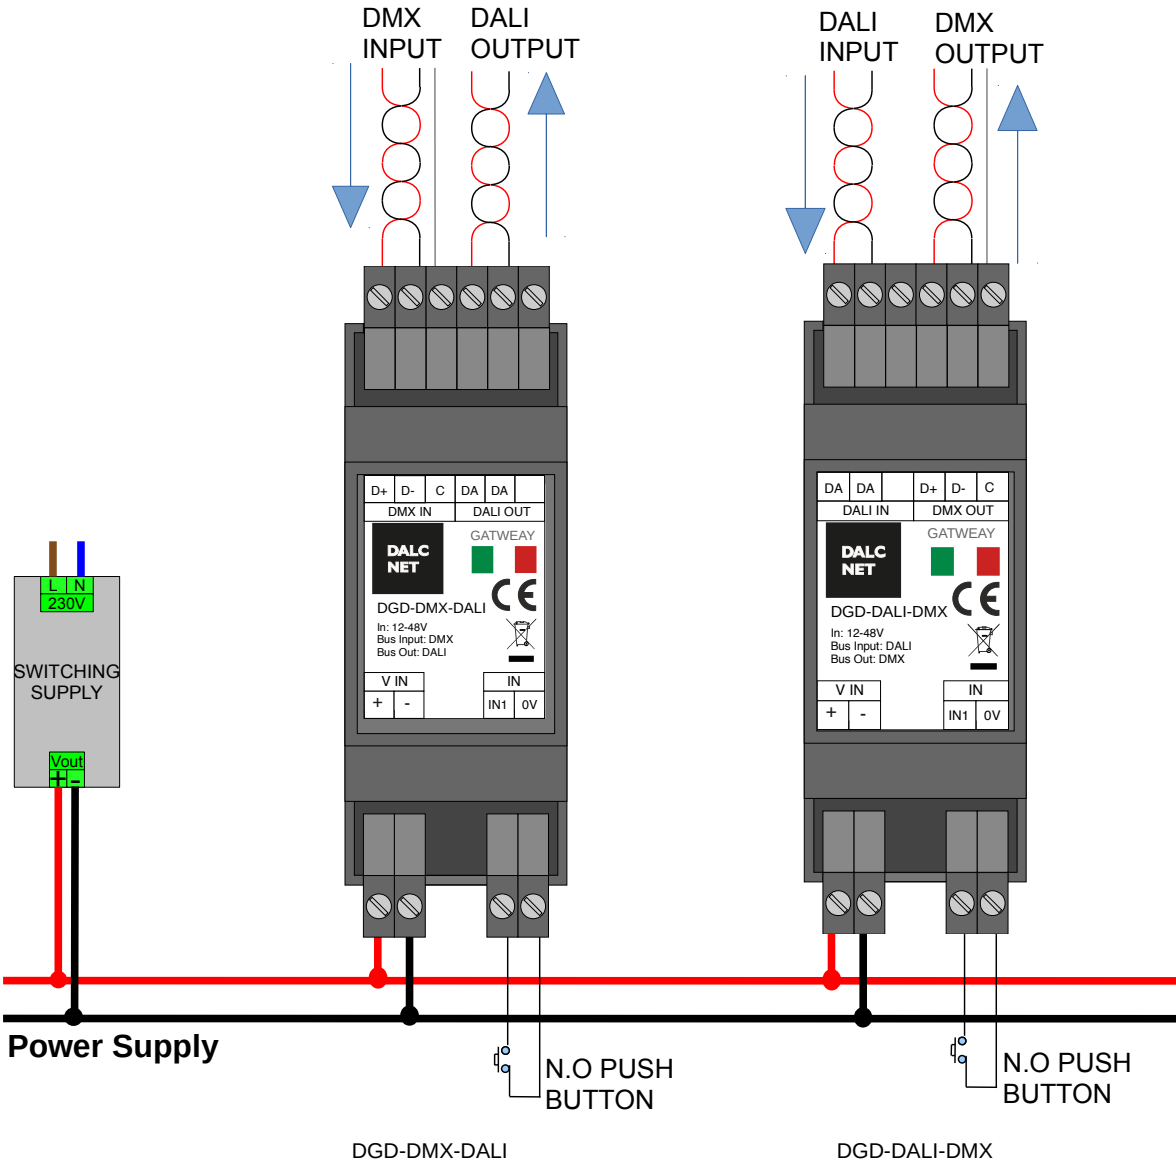 DMX
INPUT
DALI
OUTPUT
DALI
INPUT
DMX
OUTPUT
D+ D- C DA DA
DMX IN DALI OUT
DALC
NET
GATWEAY
DGD-DMX-DALI
CE
In: 12-48V
Bus Input: DMX
Bus Out: DALI
V IN IN
+ - IN1 0V
DA DA D+ D- C
DALI IN DMX OUT
DALC
NET
GATWEAY
DGD-DALI-DMX
CE
In: 12-48V
Bus Input: DALI
Bus Out: DMX
V IN IN
+ - IN1 0V
L N
230V
SWITCHING
SUPPLY
Vout
+ -
Power Supply
N.O PUSH
BUTTON
N.O PUSH
BUTTON
DGD-DMX-DALI
DGD-DALI-DMX